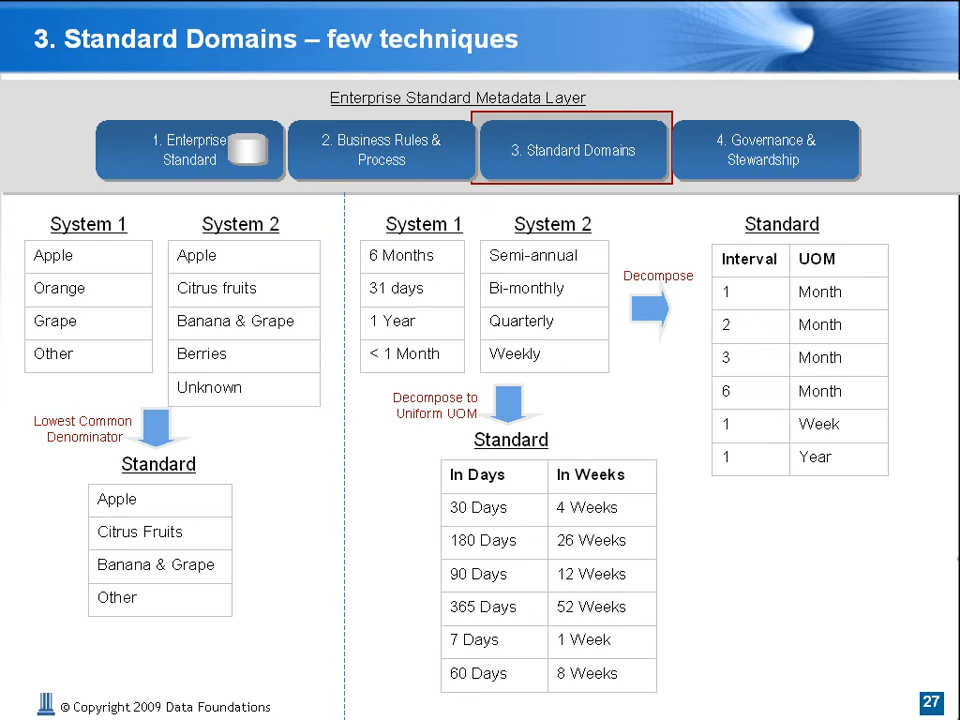 3. Standard Domains – few techniques
Enterprise Standard Metadata Layer
1. Enterprise
Standard
2. Business Rules &
Process
3. Standard Domains
4. Governance &
Stewardship
System 1
Apple
Orange
Grape
Other
System 2
Apple
Citrus fruits
Banana & Grape
Berries
Unknown
Lowest Common
Denominator
Standard
Apple
Citrus Fruits
Banana & Grape
Other
System 1
6 Months
31 days
1 Year
< 1 Month
System 2
Semi-annual
Bi-monthly
Quarterly
Weekly
Decompose to
Uniform UOM
Standard
In Days In Weeks
30 Days 4 Weeks
180 Days 26 Weeks
90 Days 12 Weeks
365 Days 52 Weeks
7 Days 1 Week
60 Days 8 Weeks
Decompose
Standard
Interval UOM
1 Month
2 Month
3 Month
6 Month
1 Week
1 Year
© Copyright 2009 Data Foundations
27